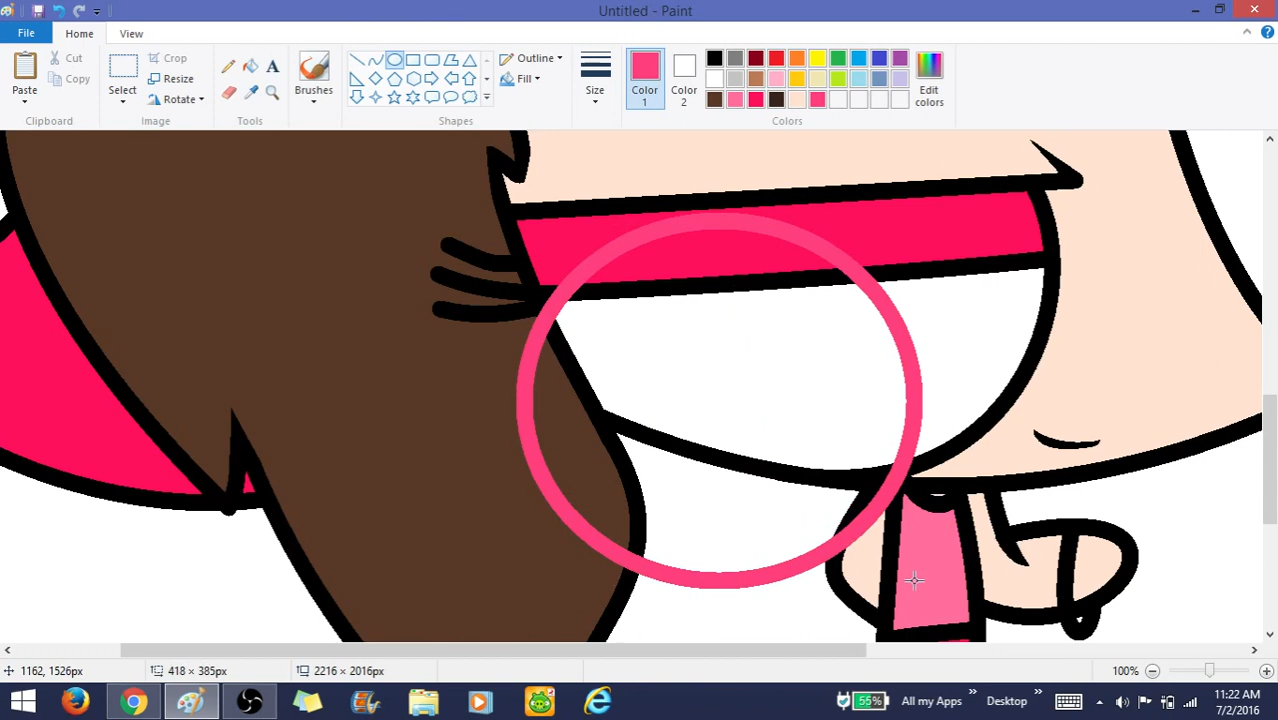 Untitled - Paint
File
Home
View
Cut
Copy
Paste
Clipboard
Select
Crop
Resize
Rotate
Image
A
Tools
Brushes
Outline
Fill
Shapes
Size
Color
1
Color
2
Edit
colors
Colors
1162, 1526px
418 × 385px
2216 × 2016px
100%
55%
All my Apps
Desktop
11:22 AM
7/2/2016